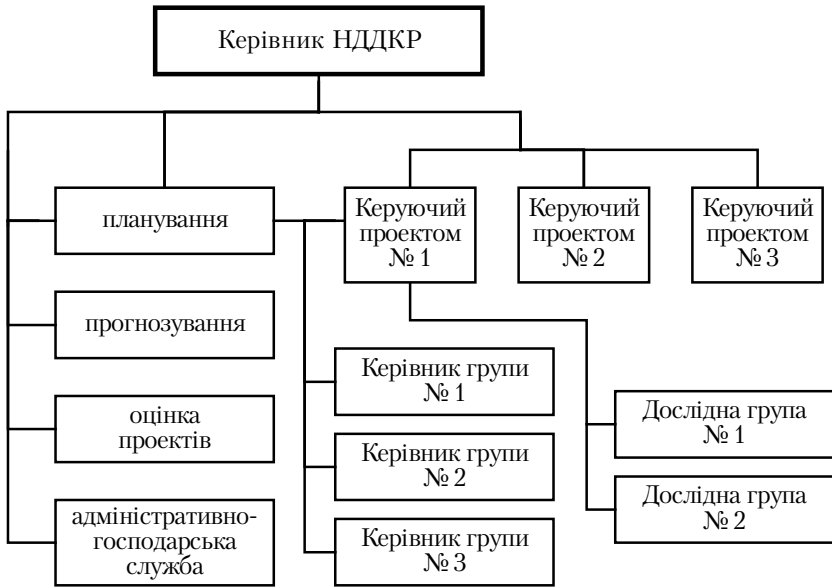 Керівник НДДКР
планування
Керуючий
проектом
№ 1
Керуючий
проектом
№ 2
Керуючий
проектом
№ 3
прогнозування
Керівник групи
№ 1
оцінка
проектів
Дослідна група
№ 1
Керівник групи
№ 2
Дослідна група
№ 2
адміністративно-
господарська
служба
Керівник групи
№ 3